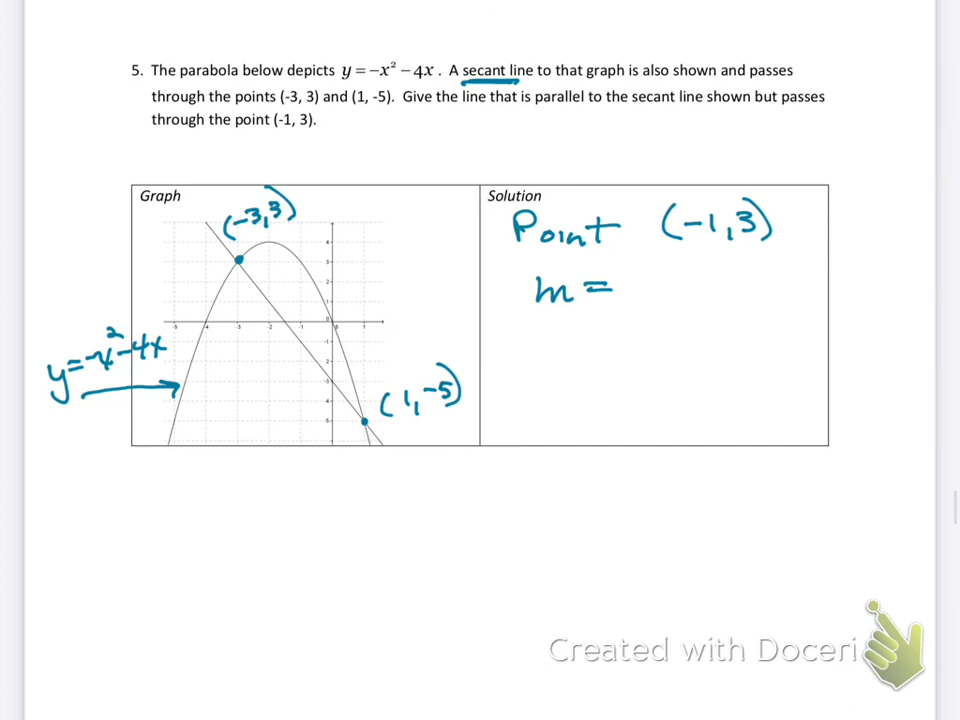 5. The parabola below depicts y = −x² − 4x. A secant line to that graph is also shown and passes
through the points (-3, 3) and (1, -5). Give the line that is parallel to the secant line shown but passes
through the point (-1, 3).
Graph
(-3,3)
y=-x²-4x
(1,-5)
Solution
Point (-1,3)
m =
Created with Doceri